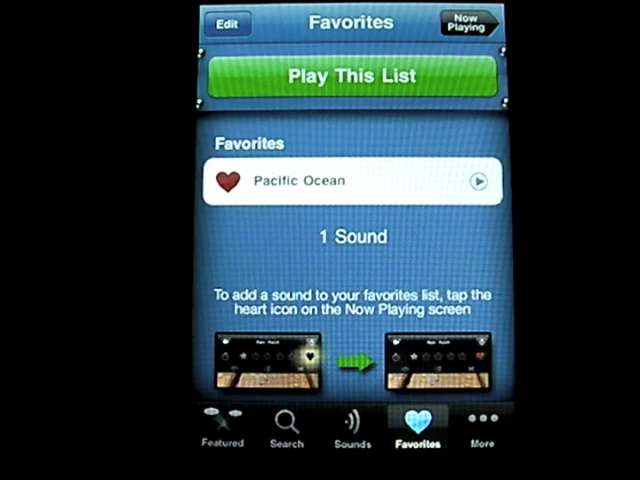 Edit
Favorites
Now
Playing
Play This List
Favorites
Pacific Ocean
1 Sound
To add a sound to your favorites list, tap the
heart icon on the Now Playing screen
Featured
Search
Sounds
Favorites
More